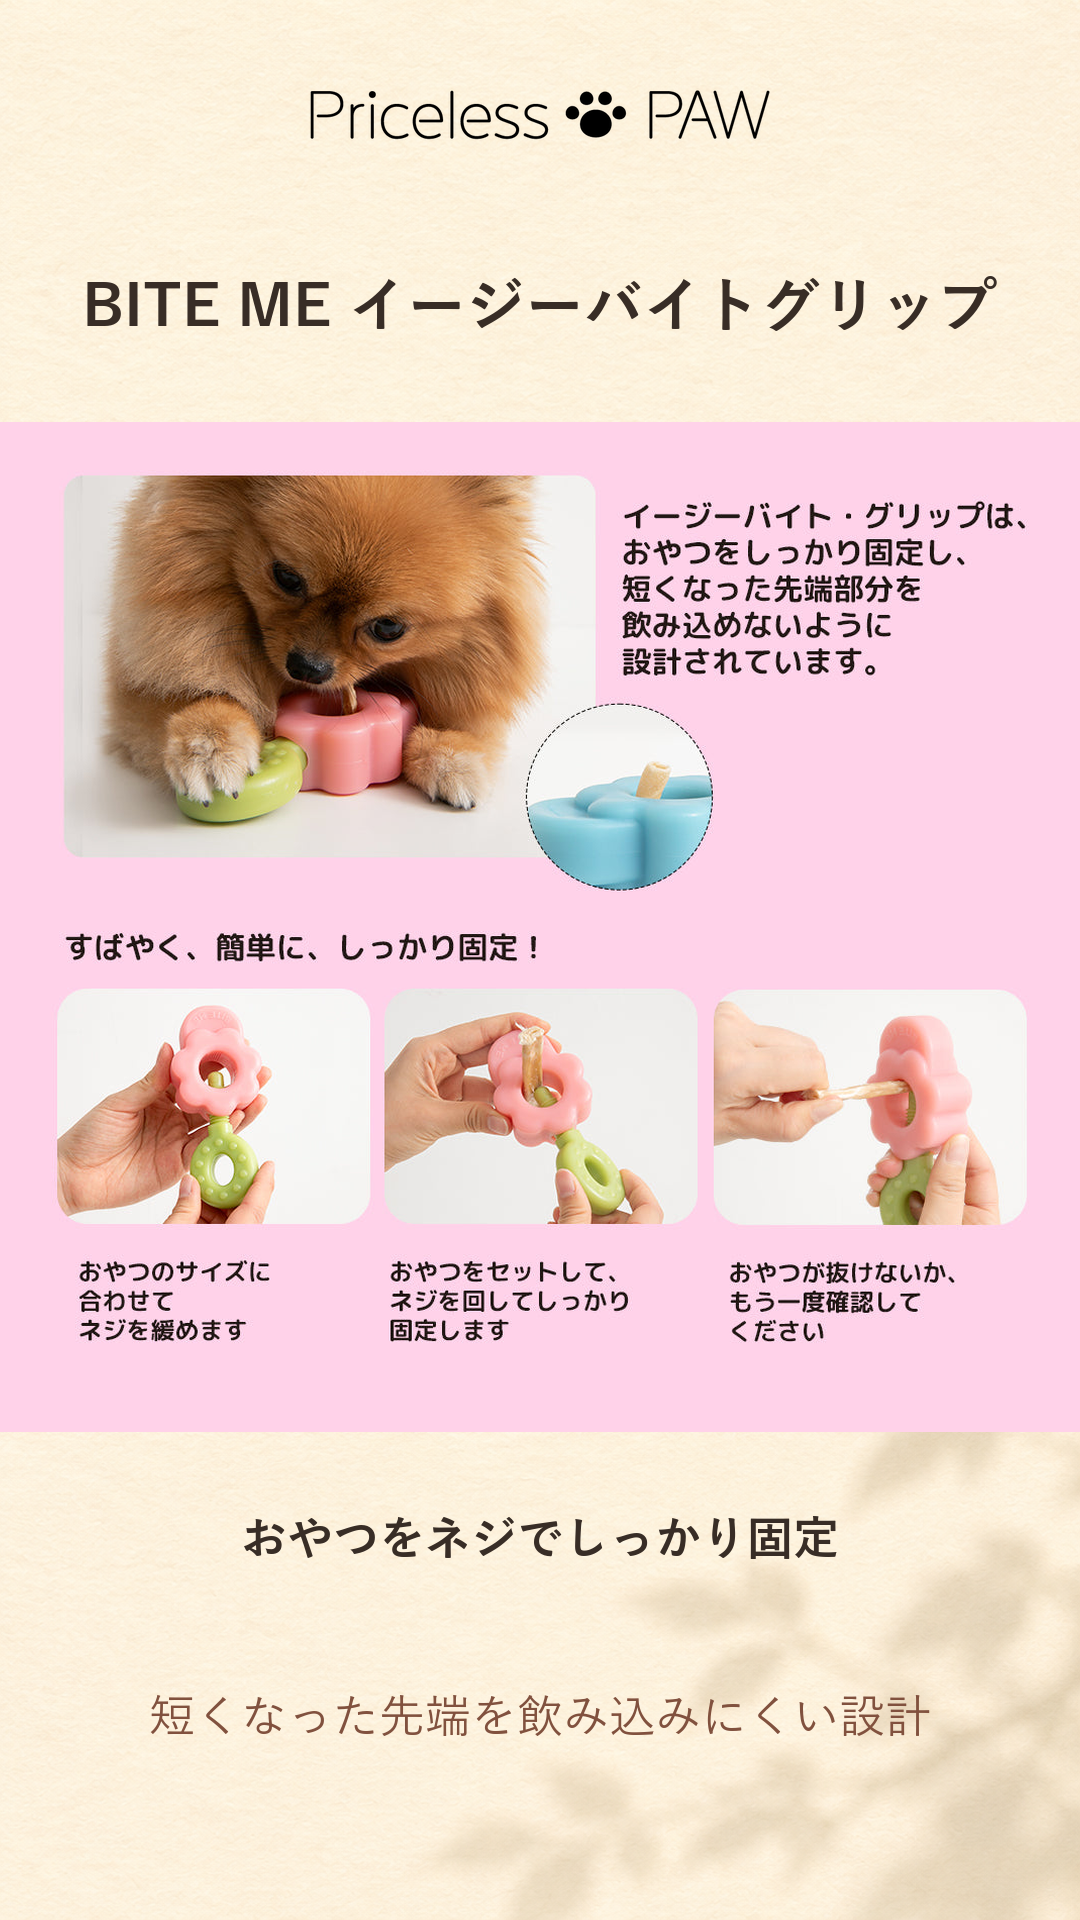 Priceless PAW
BITE ME イージーバイトグリップ
イージーバイト・グリップは、
おやつをしっかり固定し、
短くなった先端部分を
飲み込めないように
設計されています。
すばやく、簡単に、しっかり固定！
おやつのサイズに
合わせて
ネジを緩めます
おやつをセットして、
ネジを回してしっかり
固定します
おやつが抜けないか、
もう一度確認して
ください
おやつをネジでしっかり固定
短くなった先端を飲み込みにくい設計